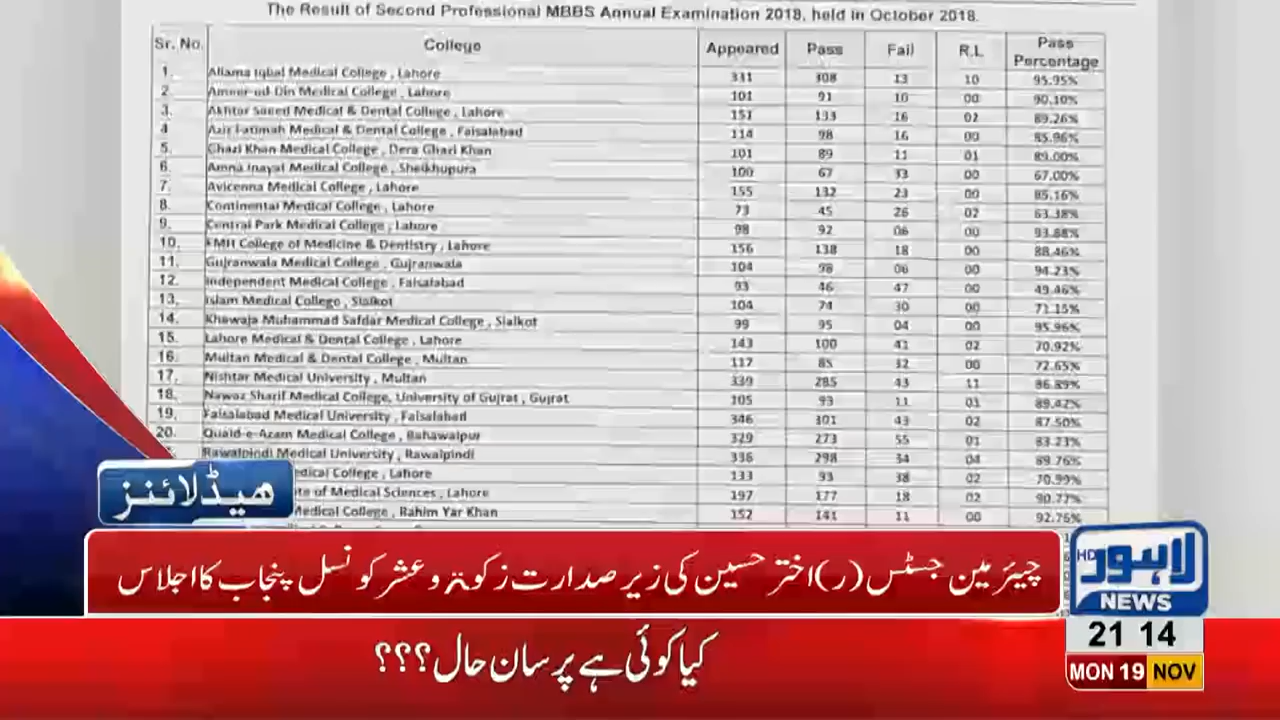 The Result of Second Professional MBBS Annual Examination 2018, held in October 2018.
Sr. No. College Appeared Pass Fail R.L Pass Percentage
1. Allama Iqbal Medical College , Lahore 331 308 13 10 95.95%
2. Ameer-ud-Din Medical College , Lahore 101 91 10 00 90.10%
3. Akhtar Saeed Medical & Dental College , Lahore 151 133 16 02 89.26%
4. Aziz Fatimah Medical & Dental College , Faisalabad 114 98 16 00 85.96%
5. Ghazi Khan Medical College , Dera Ghazi Khan 101 89 11 01 89.00%
6. Amna Inayat Medical College , Sheikhupura 100 67 33 00 67.00%
7. Avicenna Medical College , Lahore 155 132 23 00 85.16%
8. Continental Medical College , Lahore 73 45 26 02 63.38%
9. Central Park Medical College , Lahore 98 92 06 00 93.88%
10. FMH College of Medicine & Dentistry , Lahore 156 138 18 00 88.46%
11. Gujranwala Medical College , Gujranwala 104 98 06 00 94.23%
12. Independent Medical College , Faisalabad 93 46 47 00 49.46%
13. Islam Medical College , Sialkot 104 74 30 00 71.15%
14. Khawaja Muhammad Safdar Medical College , Sialkot 99 95 04 00 95.96%
15. Lahore Medical & Dental College , Lahore 143 100 41 02 70.92%
16. Multan Medical & Dental College , Multan 117 85 32 00 72.65%
17. Nishtar Medical University , Multan 339 285 43 11 86.89%
18. Nawaz Sharif Medical College, University of Gujrat , Gujrat 105 93 11 01 89.42%
19. Faisalabad Medical University , Faisalabad 346 301 43 02 87.50%
20. Quaid-e-Azam Medical College , Bahawalpur 329 273 55 01 83.23%
Rawalpindi Medical University , Rawalpindi 336 298 34 04 89.76%
College , Lahore 133 93 38 02 70.99%
of Medical Sciences , Lahore 197 177 18 02 90.77%
Medical College , Rahim Yar Khan 152 141 11 00 92.76%
ہیڈلائنز
چیئرمین جسٹس (ر) اختر حسین کی زیر صدارت زکوۃ و عشر کونسل پنجاب کا اجلاس
کیا کوئی ہے پرسان حال ؟؟؟
HD
لاہور
NEWS
21 14
MON 19 NOV